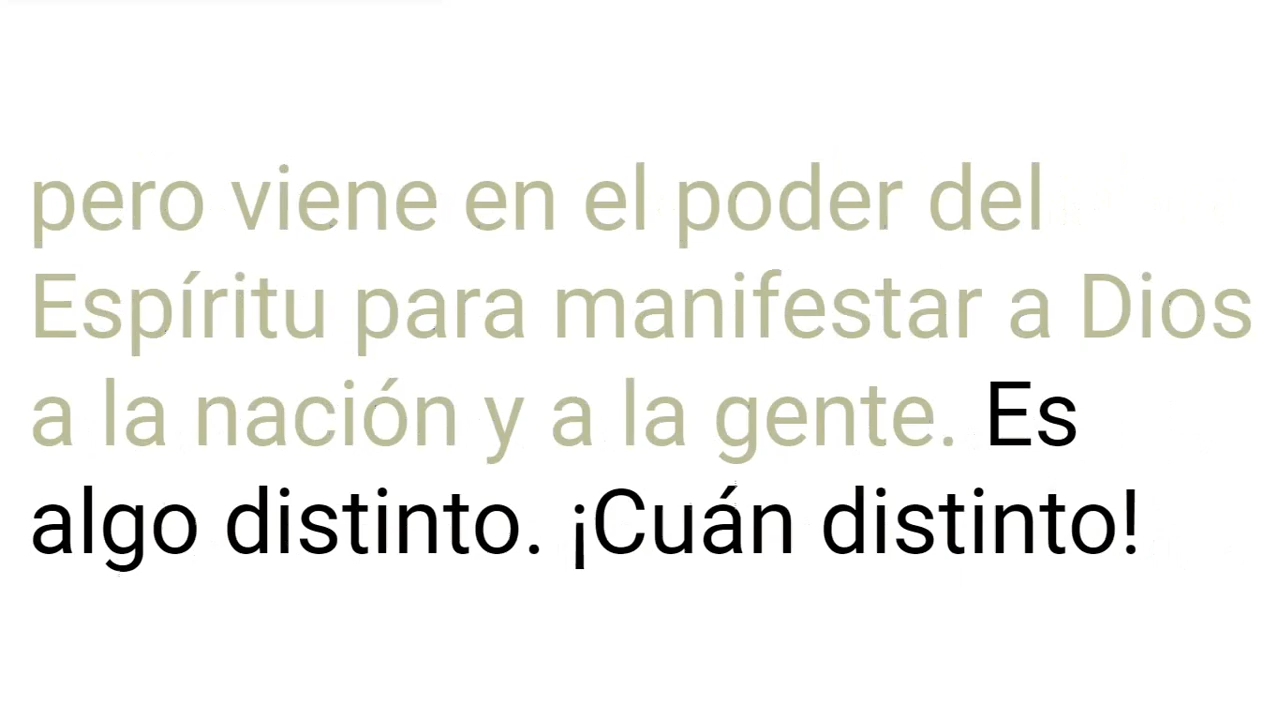 pero viene en el poder del
Espíritu para manifestar a Dios
a la nación y a la gente. Es
algo distinto. ¡Cuán distinto!